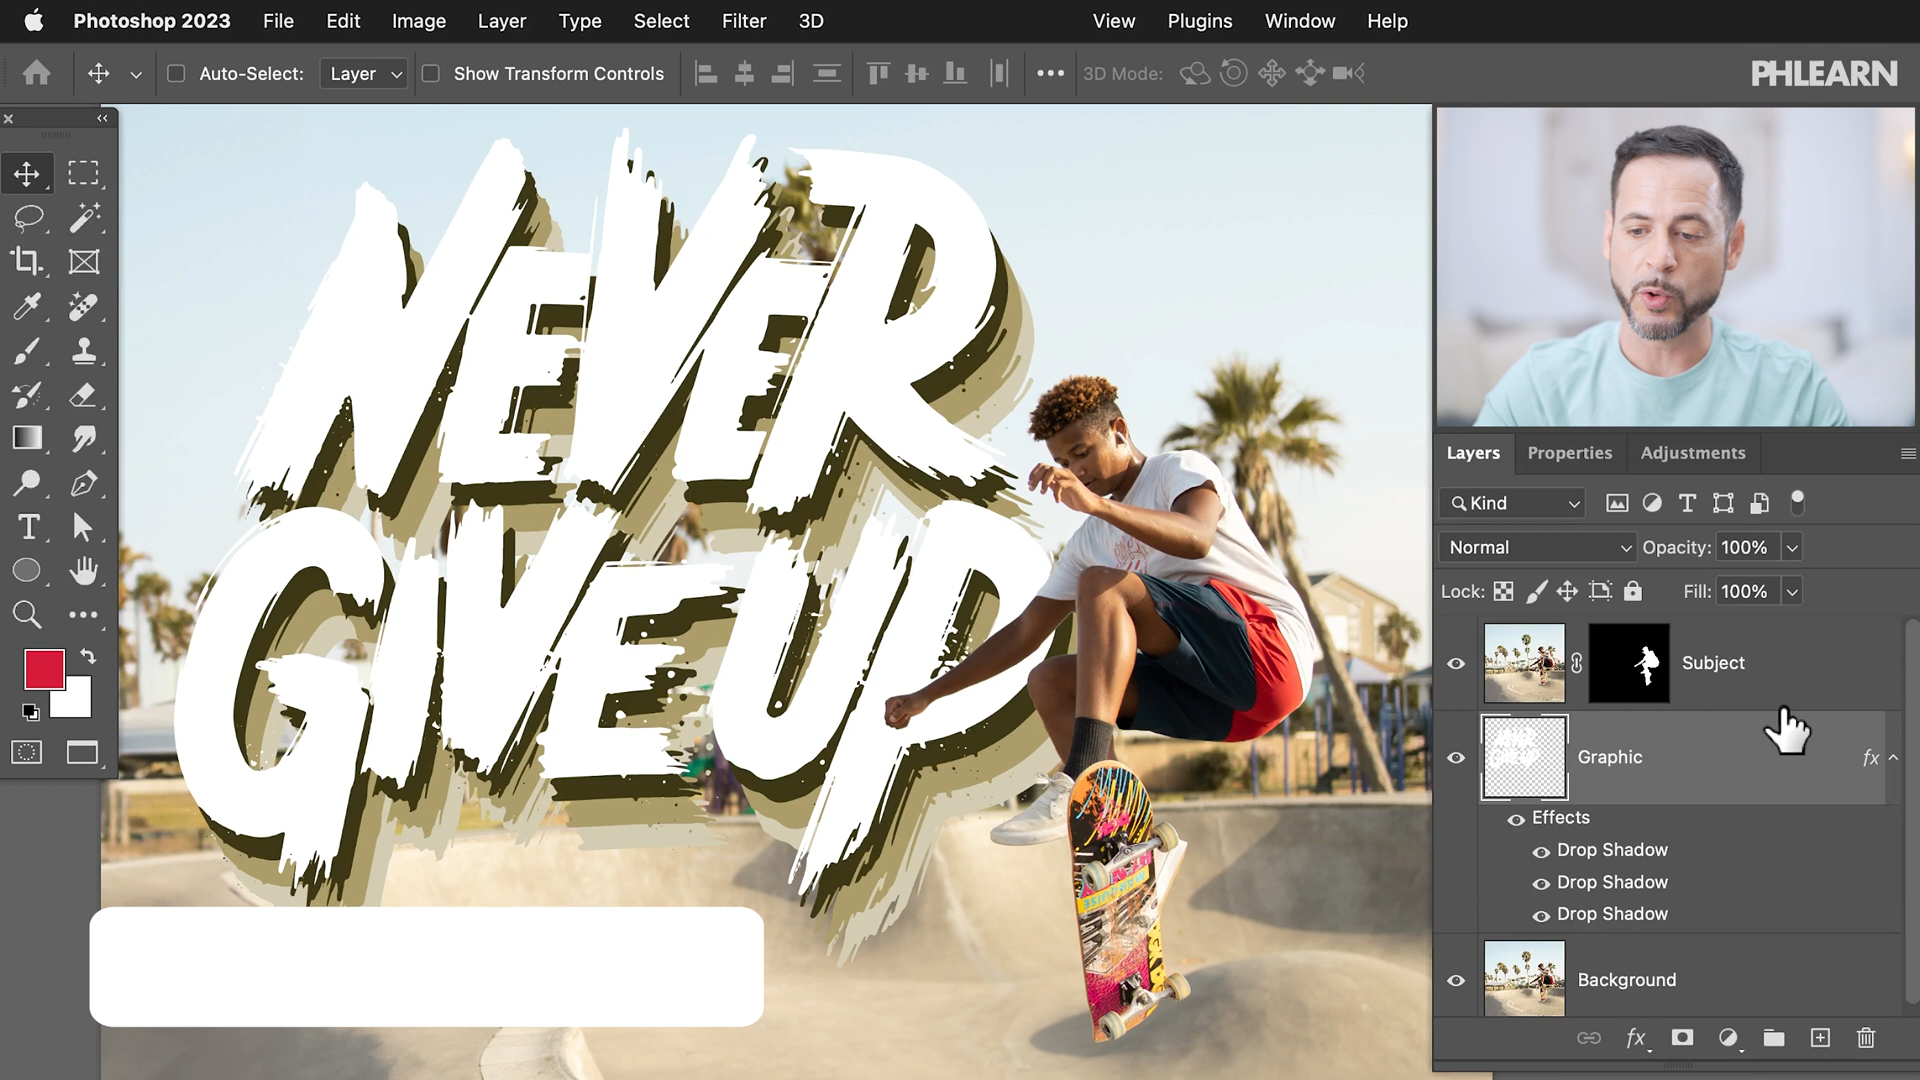 Photoshop 2023 File Edit Image Layer Type Select Filter 3D View Plugins Window Help
Auto-Select: Layer Show Transform Controls 3D Mode: PHLEARN
NEVER
GIVE UP
Layers Properties Adjustments
Kind
Normal Opacity: 100%
Lock: Fill: 100%
Subject
Graphic fx
Effects
Drop Shadow
Drop Shadow
Drop Shadow
Background
fx